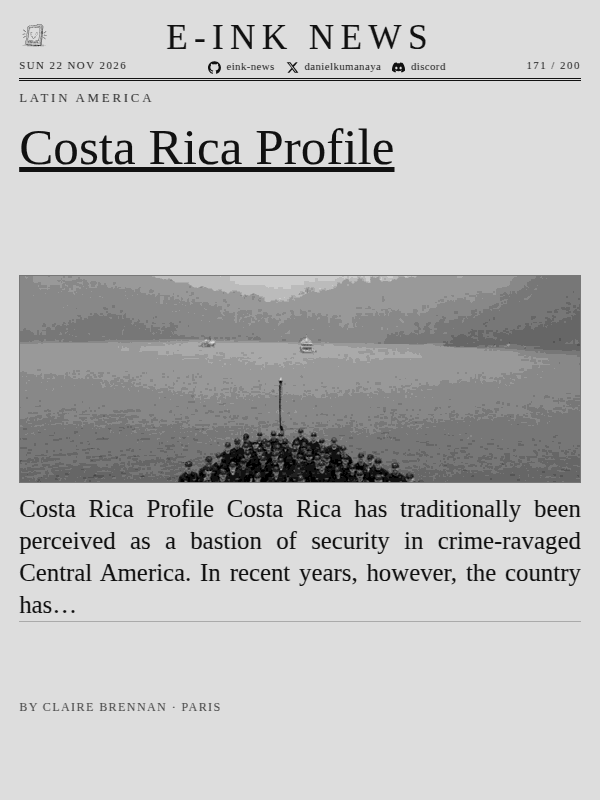 E-INK NEWS
SUN 22 NOV 2026
eink-news danielkumanaya discord
171 / 200
LATIN AMERICA
Costa Rica Profile
Costa Rica Profile Costa Rica has traditionally been
perceived as a bastion of security in crime-ravaged
Central America. In recent years, however, the country
has…
BY CLAIRE BRENNAN · PARIS